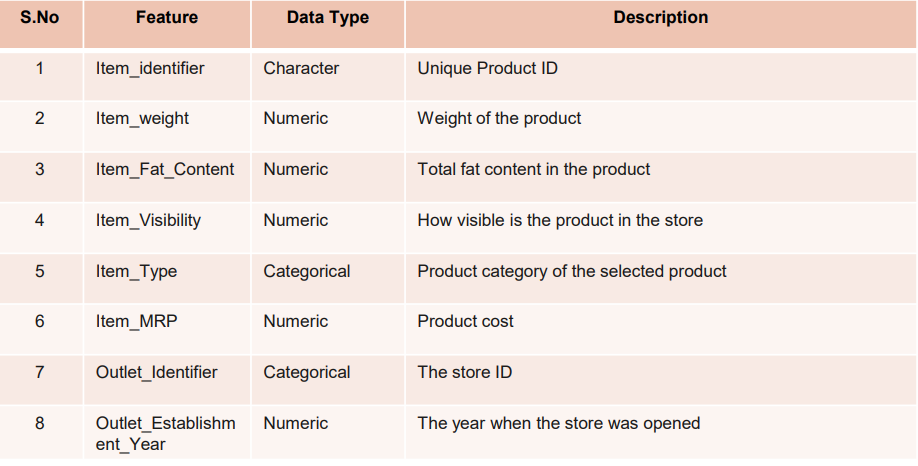 S.No Feature Data Type Description
1 Item_identifier Character Unique Product ID
2 Item_weight Numeric Weight of the product
3 Item_Fat_Content Numeric Total fat content in the product
4 Item_Visibility Numeric How visible is the product in the store
5 Item_Type Categorical Product category of the selected product
6 Item_MRP Numeric Product cost
7 Outlet_Identifier Categorical The store ID
8 Outlet_Establishm Numeric The year when the store was opened
ent_Year